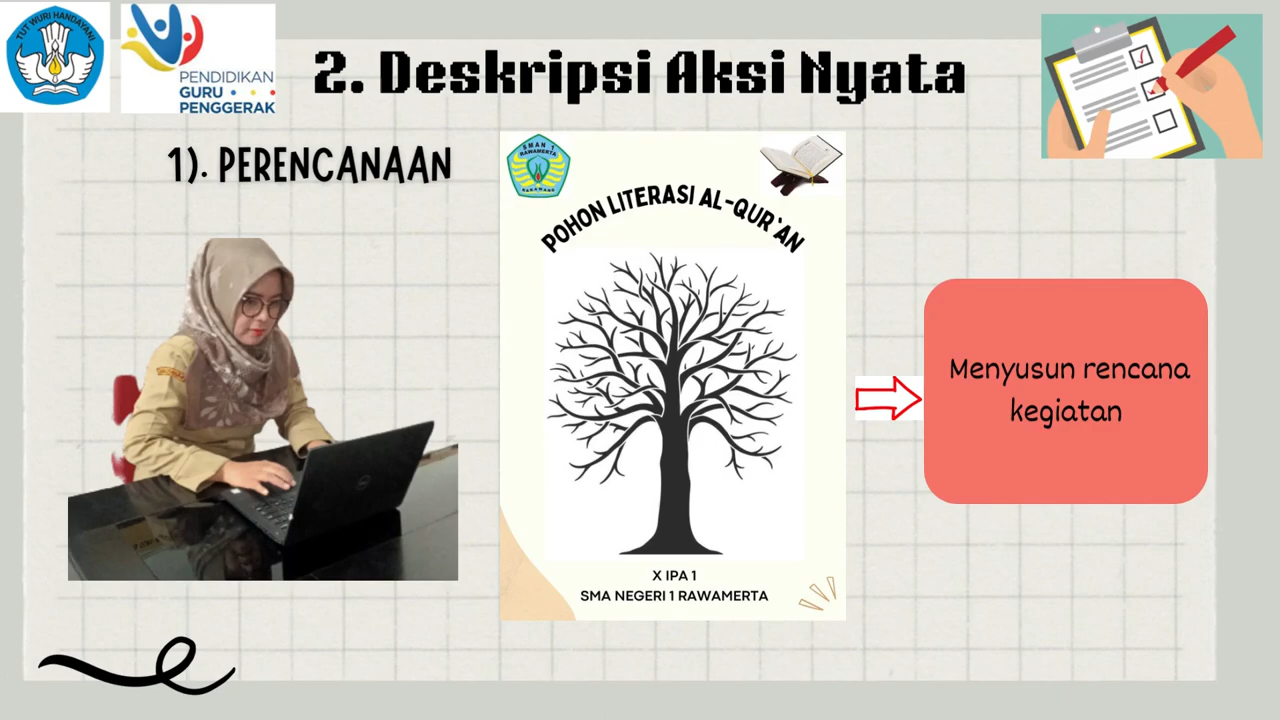 TUT WURI HANDAYANI
PENDIDIKAN
GURU
PENGGERAK
2. Deskripsi Aksi Nyata
1). PERENCANAAN
SMAN 1
RAWAMERTA
KARAWANG
POHON LITERASI AL-QUR`AN
X IPA 1
SMA NEGERI 1 RAWAMERTA
Menyusun rencana
kegiatan